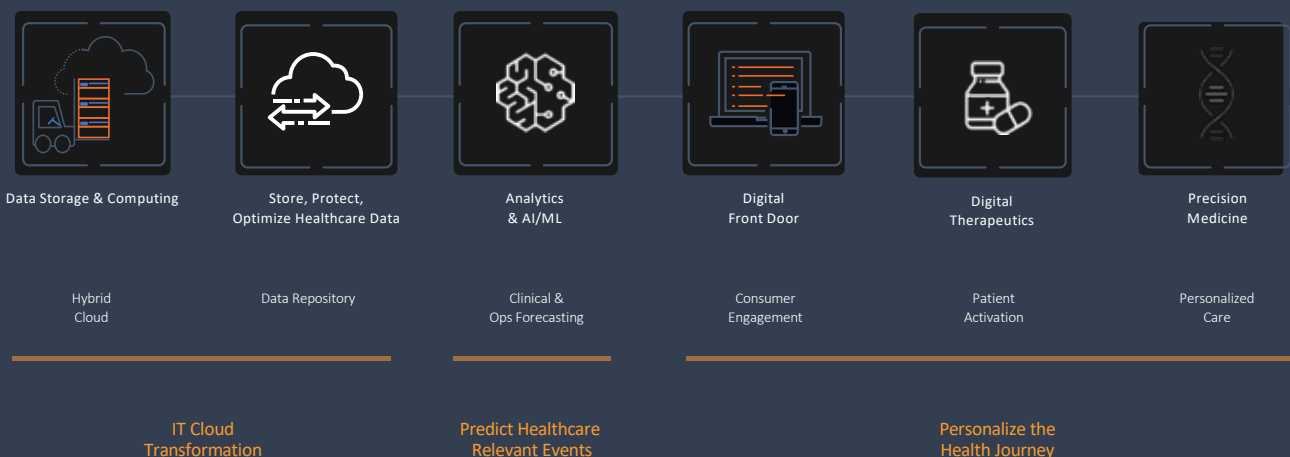 Data Storage & Computing
Store, Protect,
Optimize Healthcare Data
Analytics
& AI/ML
Digital
Front Door
Digital
Therapeutics
Precision
Medicine
Hybrid
Cloud
Data Repository
Clinical &
Ops Forecasting
Consumer
Engagement
Patient
Activation
Personalized
Care
IT Cloud
Transformation
Predict Healthcare
Relevant Events
Personalize the
Health Journey